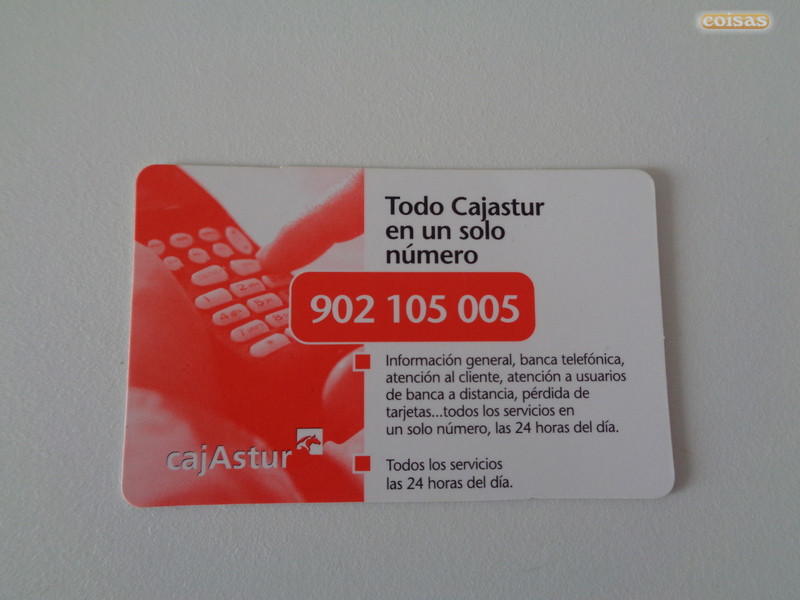 coisas
Todo Cajastur
en un solo
número
902 105 005
Información general, banca telefónica,
atención al cliente, atención a usuarios
de banca a distancia, pérdida de
tarjetas...todos los servicios en
un solo número, las 24 horas del día.
cajAstur
Todos los servicios
las 24 horas del día.